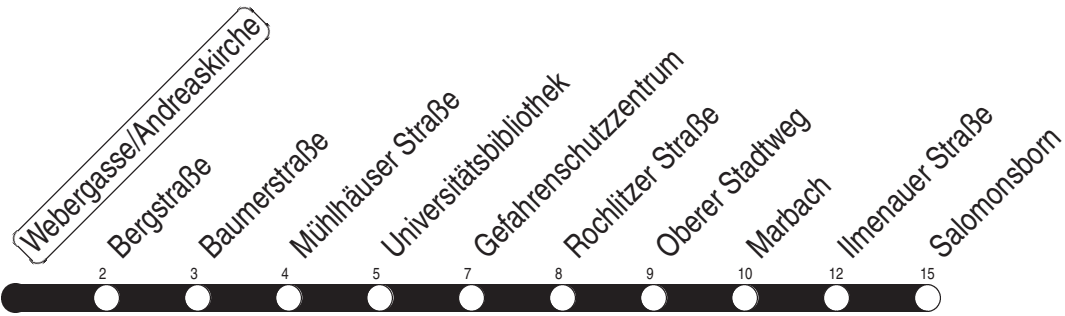 Webergasse/Andreaskirche
Bergstraße
Baumerstraße
Mühlhäuser Straße
Universitätsbibliothek
Gefahrenschutzzentrum
Rochlitzer Straße
Oberer Stadtweg
Marbach
Ilmenauer Straße
Salomonsborn
2 3 4 5 7 8 9 10 12 15